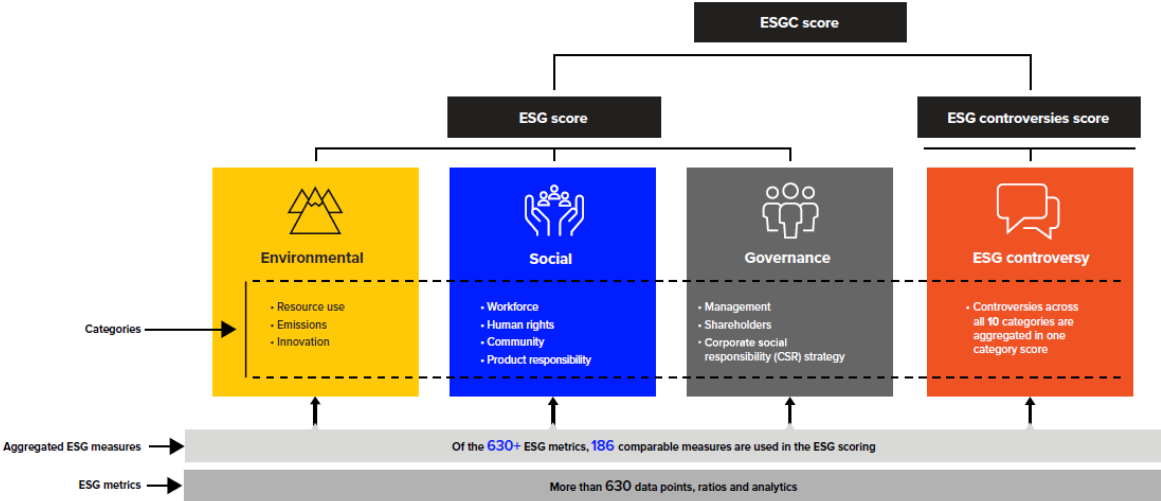 ESGC score
ESG score
ESG controversies score
Environmental
Social
Governance
ESG controversy
Categories
• Resource use
• Emissions
• Innovation
• Workforce
• Human rights
• Community
• Product responsibility
• Management
• Shareholders
• Corporate social
responsibility (CSR) strategy
• Controversies across
all 10 categories are
aggregated in one
category score
Aggregated ESG measures
Of the 630+ ESG metrics, 186 comparable measures are used in the ESG scoring
ESG metrics
More than 630 data points, ratios and analytics